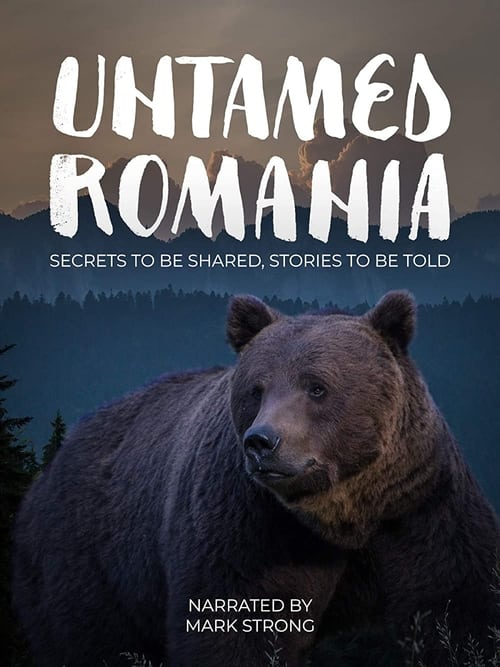 UNTAMED
ROMANIA
SECRETS TO BE SHARED, STORIES TO BE TOLD
NARRATED BY
MARK STRONG